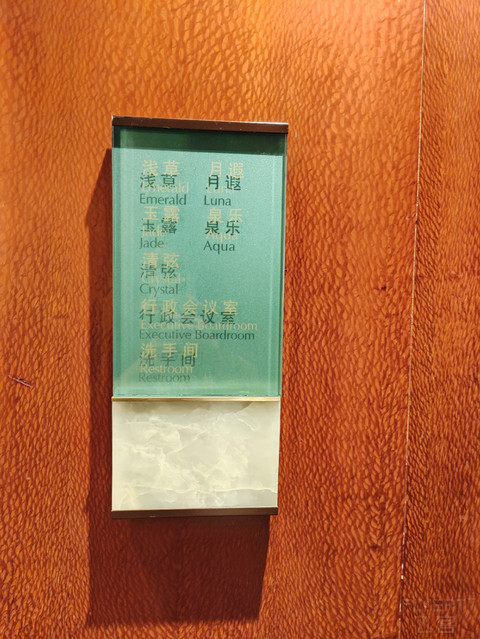 浅草 月遐
Emerald Luna
玉露 泉乐
Jade Aqua
清弦
Crystal
行政会议室
Executive Boardroom
洗手间
Restroom